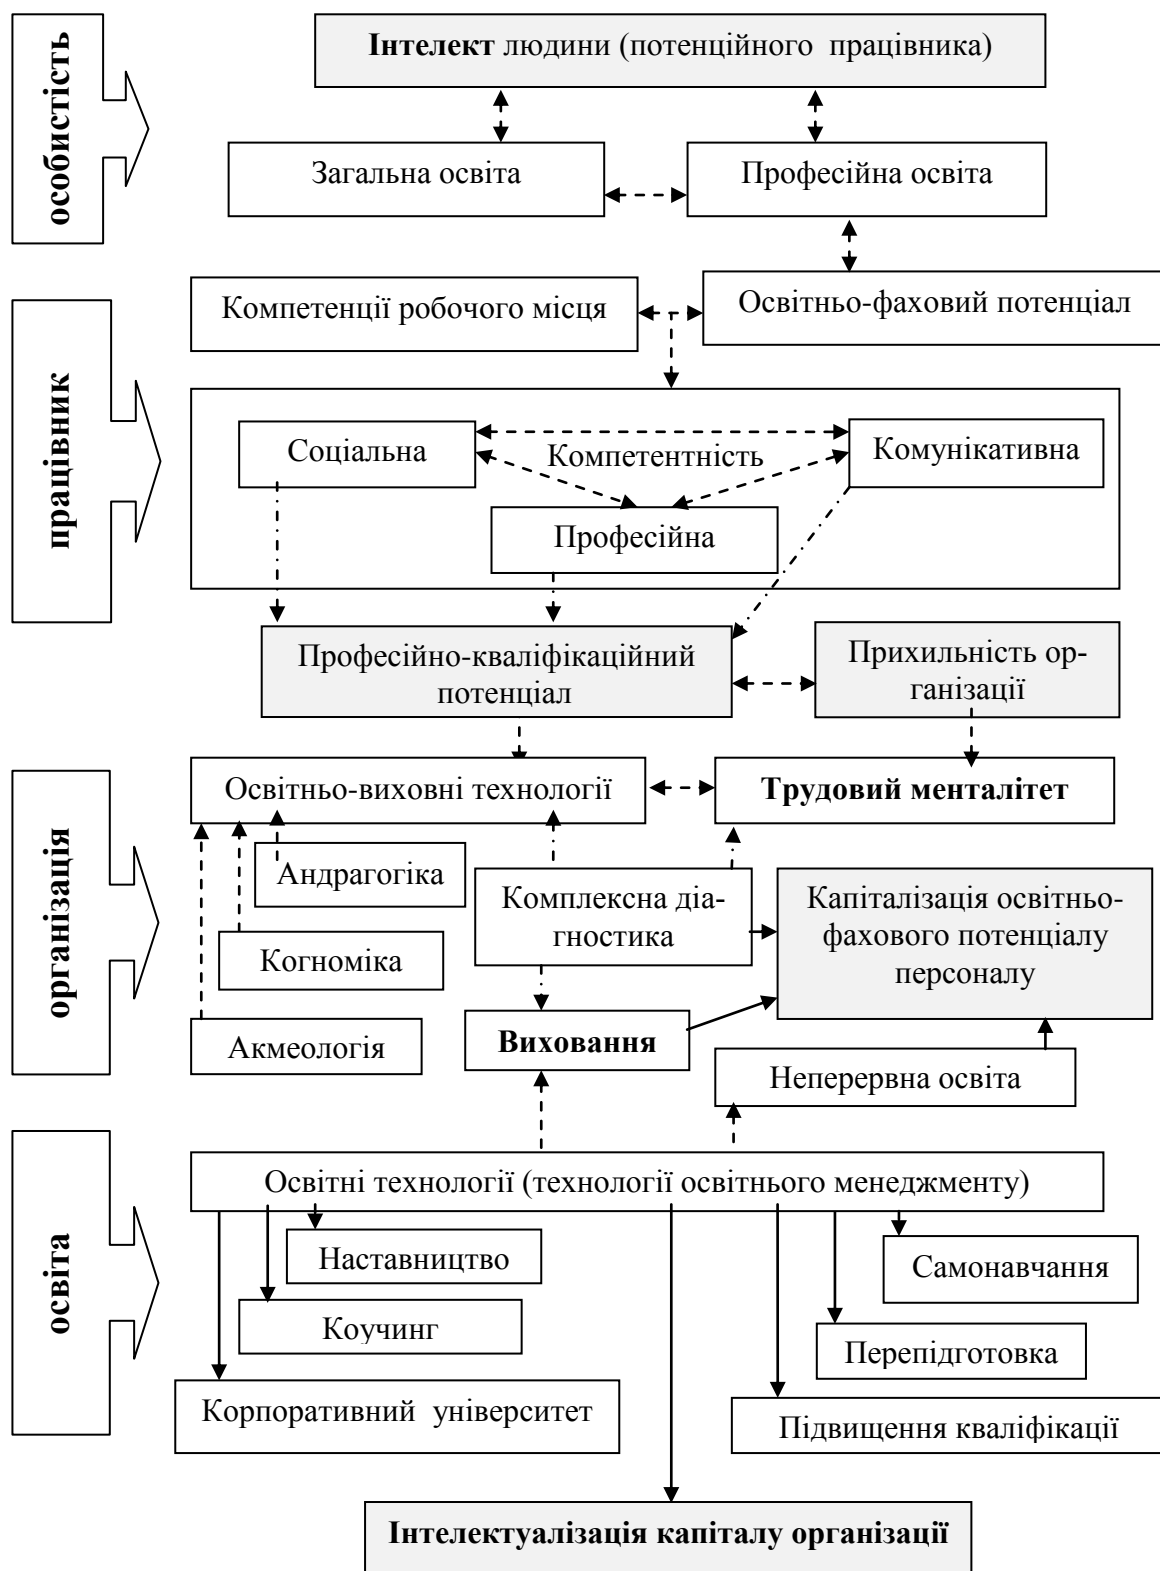 особистість
Інтелект людини (потенційного працівника)
Загальна освіта
Професійна освіта
працівник
Компетенції робочого місця
Освітньо-фаховий потенціал
Соціальна
Компетентність
Комунікативна
Професійна
Професійно-кваліфікаційний
потенціал
Прихильність ор-
ганізації
організація
Освітньо-виховні технології
Трудовий менталітет
Андрагогіка
Когноміка
Акмеологія
Комплексна діа-
гностика
Капіталізація освітньо-
фахового потенціалу
персоналу
Виховання
Неперервна освіта
освіта
Освітні технології (технології освітнього менеджменту)
Наставництво
Коучинг
Корпоративний університет
Самонавчання
Перепідготовка
Підвищення кваліфікації
Інтелектуалізація капіталу організації